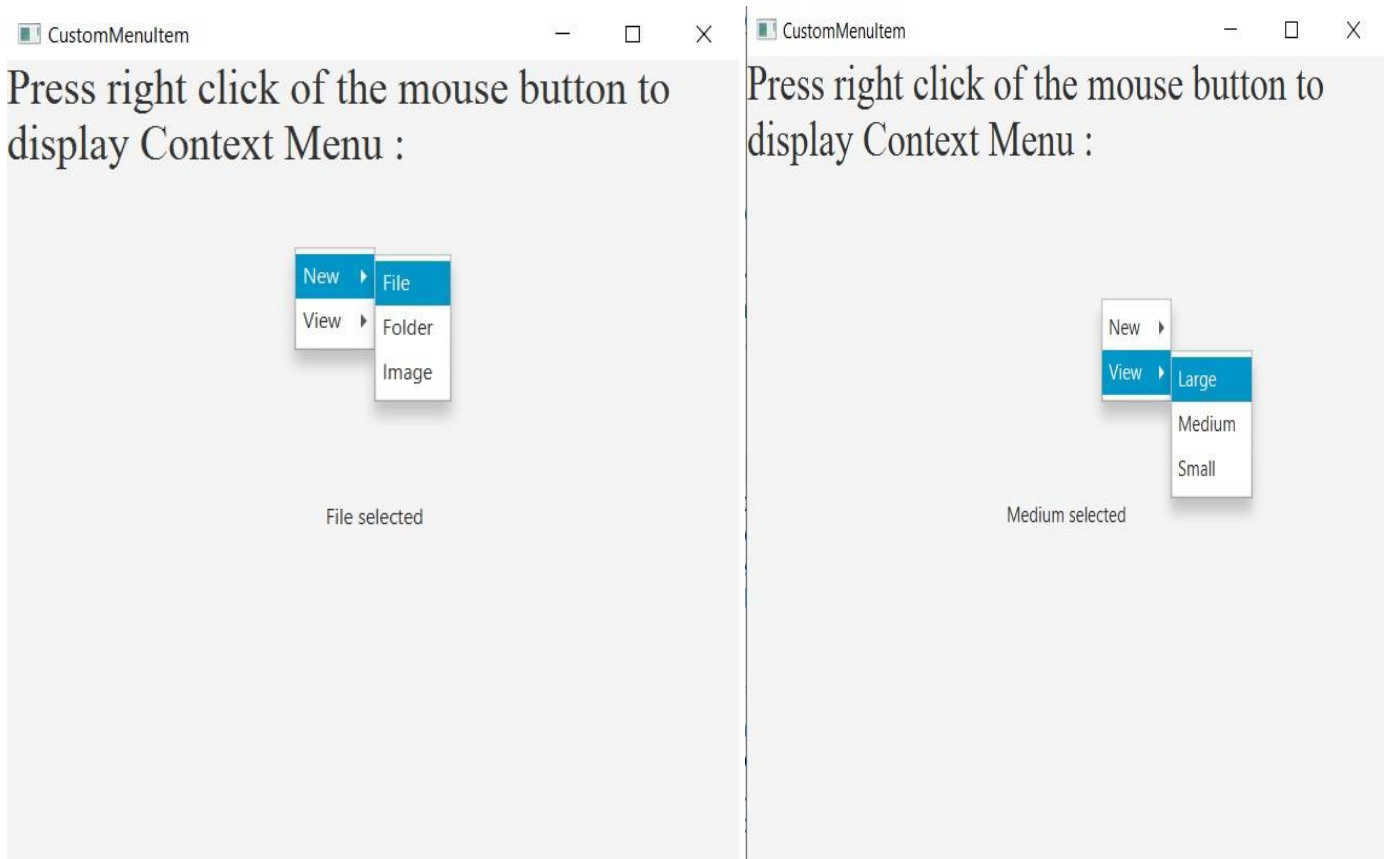 CustomMenuItem
Press right click of the mouse button to
display Context Menu :
New
View
File
Folder
Image
File selected
CustomMenuItem
Press right click of the mouse button to
display Context Menu :
New
View
Large
Medium
Small
Medium selected